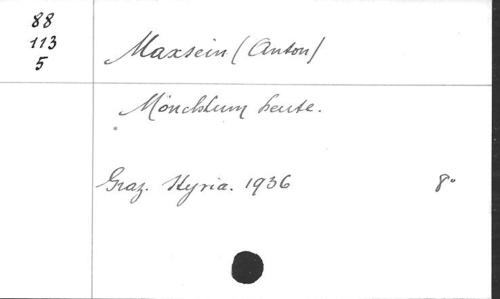 88
113
5
Maxsein (Anton)
Mönchtum heute.
Graz. Styria. 1936 8°